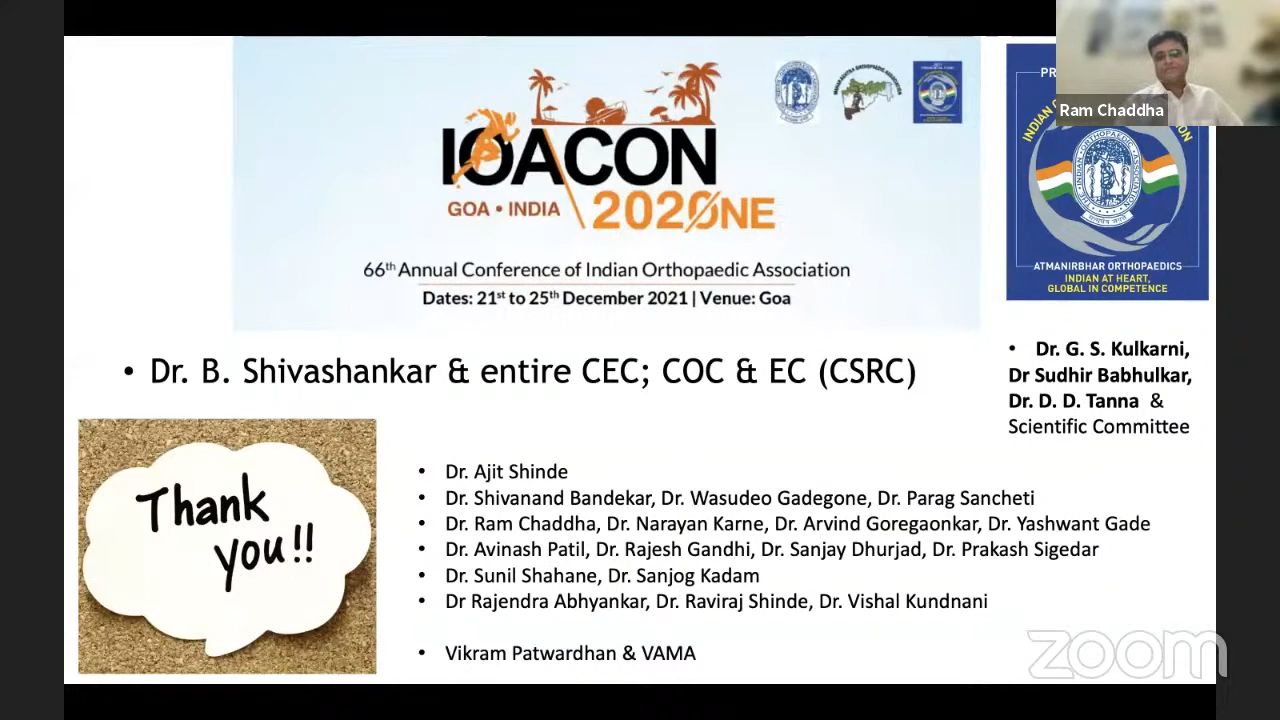 IOACON
GOA • INDIA
2020NE
66th Annual Conference of Indian Orthopaedic Association
Dates: 21st to 25th December 2021 | Venue: Goa
PR
Ram Chaddha
INDIAN O
ION
ATMANIRBHAR ORTHOPAEDICS
INDIAN AT HEART,
GLOBAL IN COMPETENCE
• Dr. B. Shivashankar & entire CEC; COC & EC (CSRC)
• Dr. G. S. Kulkarni,
Dr Sudhir Babhulkar,
Dr. D. D. Tanna &
Scientific Committee
Thank
you!!
• Dr. Ajit Shinde
• Dr. Shivanand Bandekar, Dr. Wasudeo Gadegone, Dr. Parag Sancheti
• Dr. Ram Chaddha, Dr. Narayan Karne, Dr. Arvind Goregaonkar, Dr. Yashwant Gade
• Dr. Avinash Patil, Dr. Rajesh Gandhi, Dr. Sanjay Dhurjad, Dr. Prakash Sigedar
• Dr. Sunil Shahane, Dr. Sanjog Kadam
• Dr Rajendra Abhyankar, Dr. Raviraj Shinde, Dr. Vishal Kundnani
• Vikram Patwardhan & VAMA
zoom